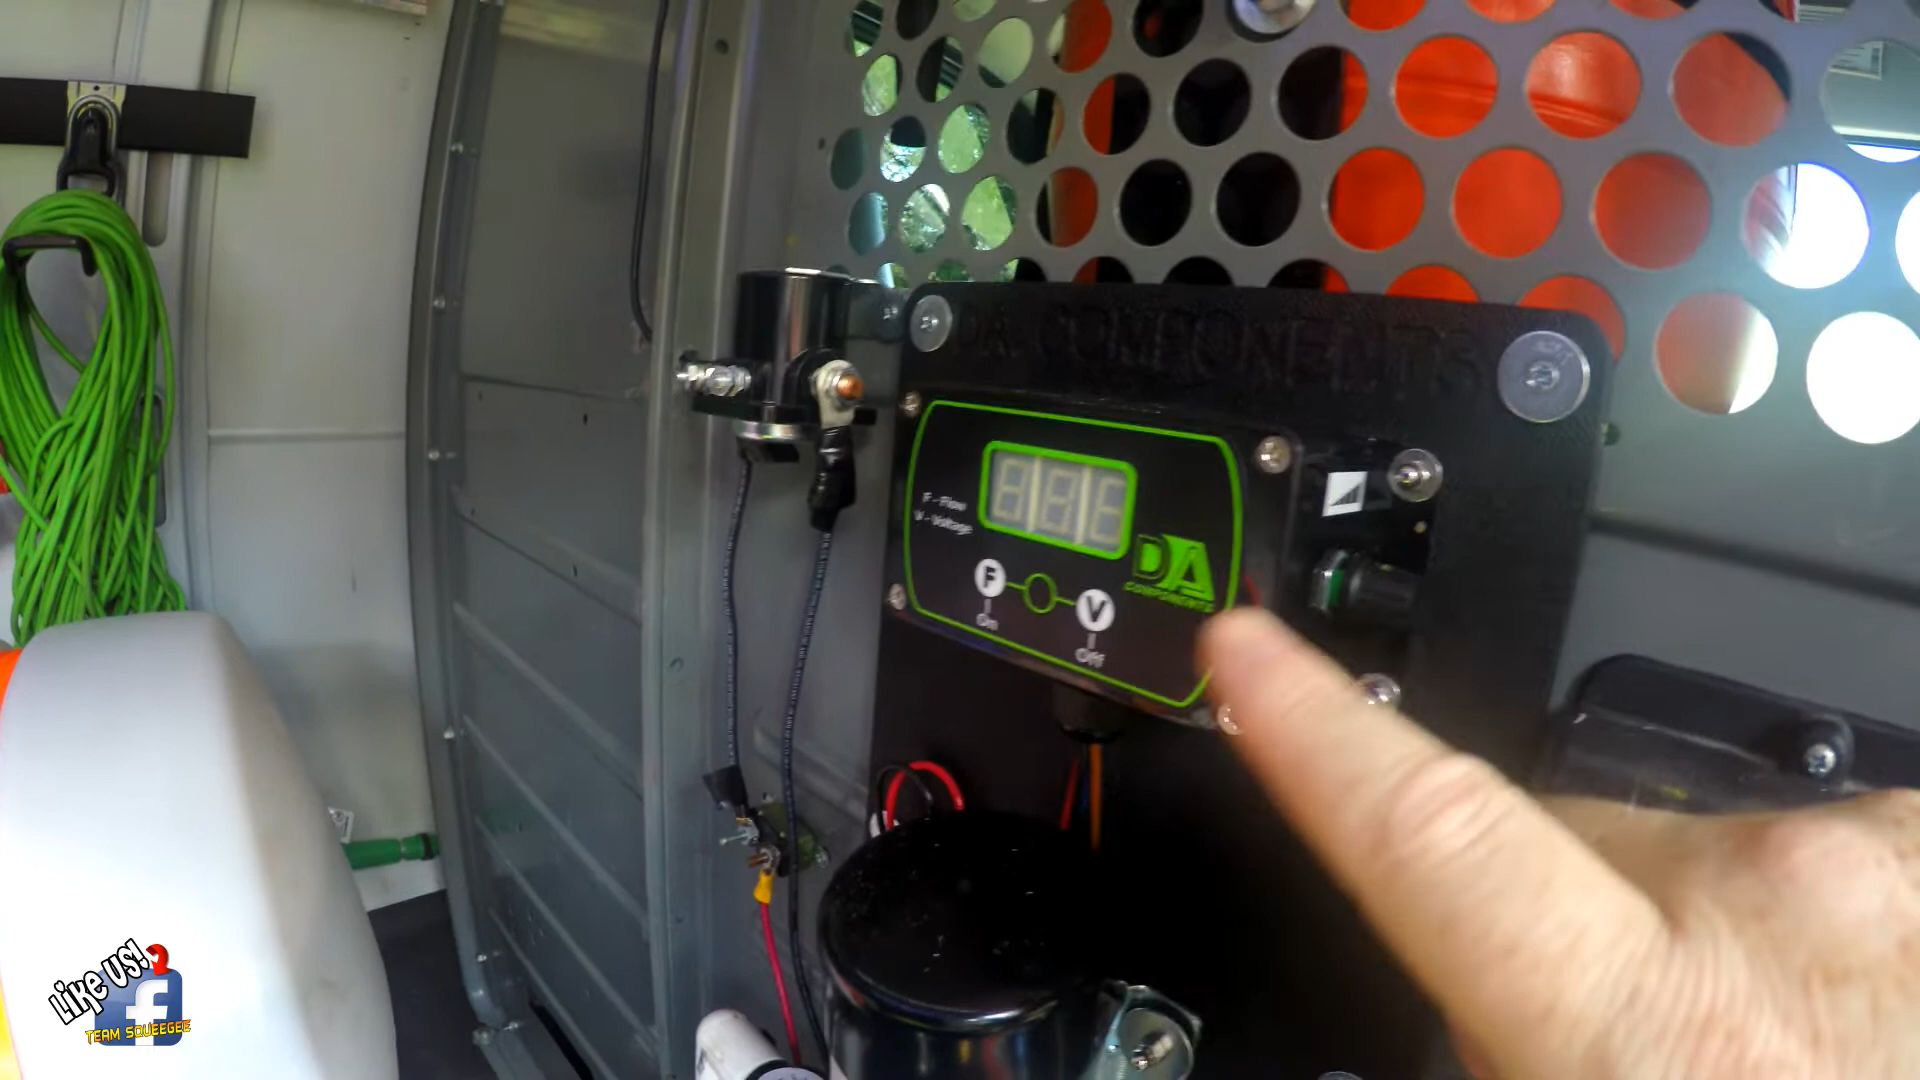 DA. COMPONENTS
F - Flow
V - Voltage
DA
COMPONENTS
F
V
On
Off
Like us!
f
TEAM SQUEEGEE